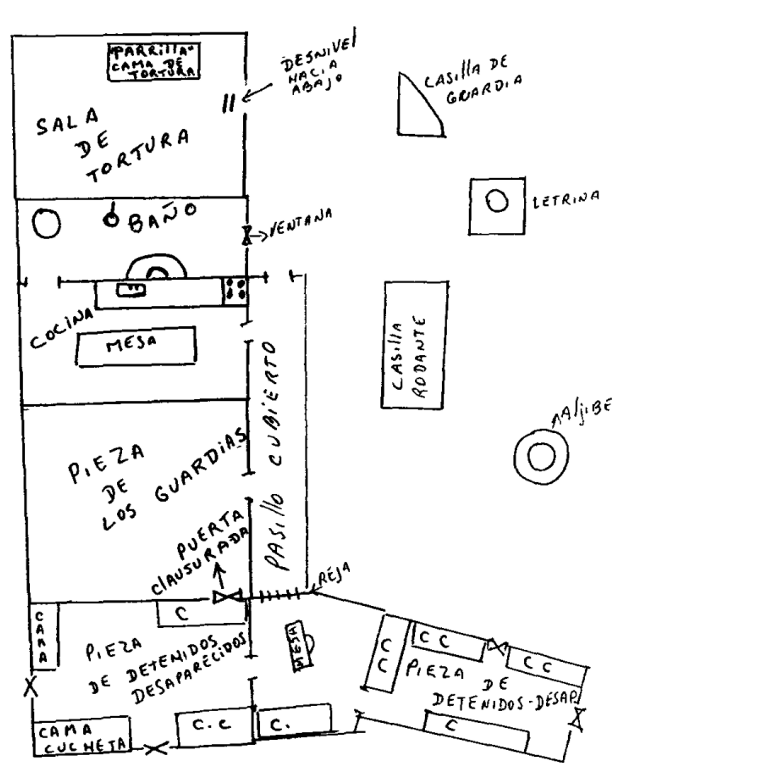 PARRILLA-
CAMA DE
TORTURA
DESNIVEL
HACIA
ABAJO
CASILLA DE
GUARDIA
SALA
DE
TORTURA
LETRINA
BAÑO
VENTANA
COCINA
MESA
CASILLA
RODANTE
PASILLO CUBIERTO
AljiBE
PIEZA
DE
LOS GUARDIAS
PUERTA
ClAUSURADA
REJA
CAMA
C
PIEZA
DE DETENIDOS
DESAPARECIDOS
MESA
C C
C C
C C
PIEZA DE
DETENIDOS-DESAP.
CAMA
CUCHETA
C.C
C.
C